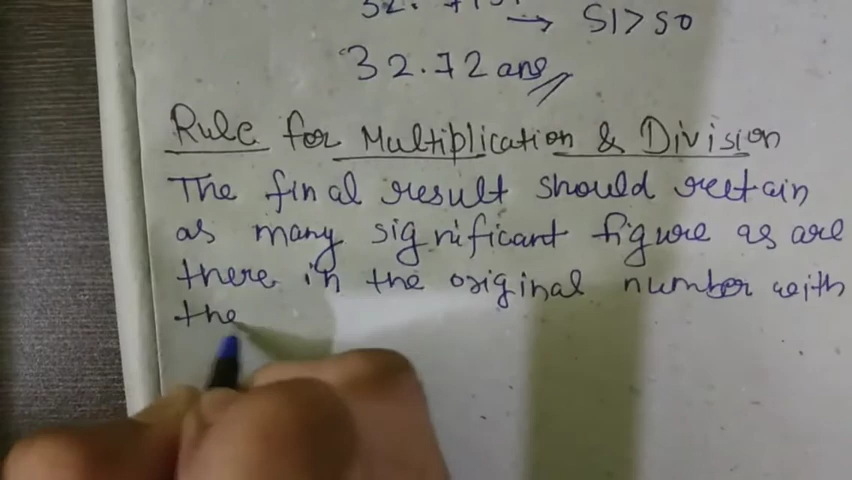 → 51>50
32.72 ans
Rule for Multiplication & Division
The final result should reetain
as many significant figure as are
there in the original number with
the